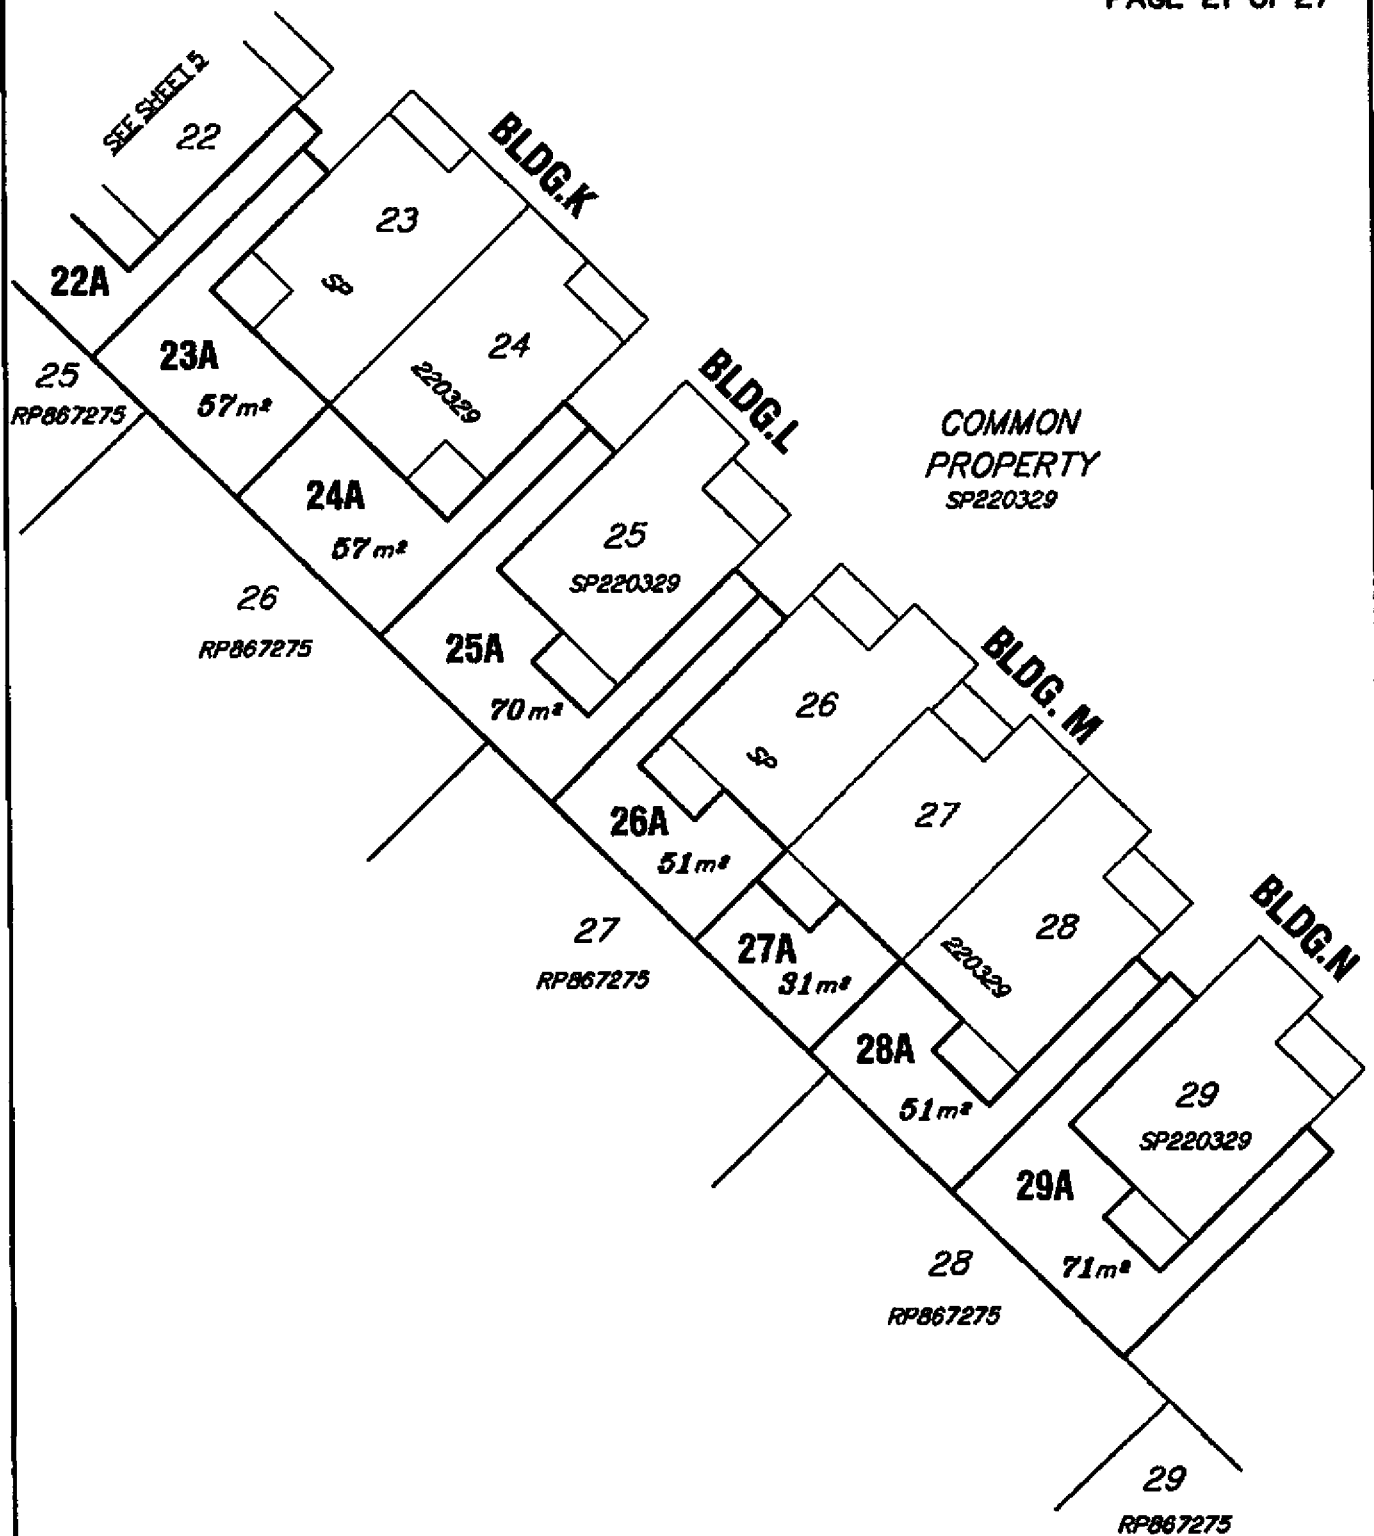 PAGE 21 OF 27
SEE SHEET 5
22
BLDG.K
23
SP
22A
24
220329
23A
57m²
25
RP867275
BLDG.L
COMMON
PROPERTY
SP220329
24A
57m²
25
SP220329
26
RP867275
25A
70m²
BLDG. M
26
SP
27
26A
51m²
28
220329
BLDG.N
27
RP867275
27A
31m²
28A
51m²
29
SP220329
29A
71m²
28
RP867275
29
RP867275